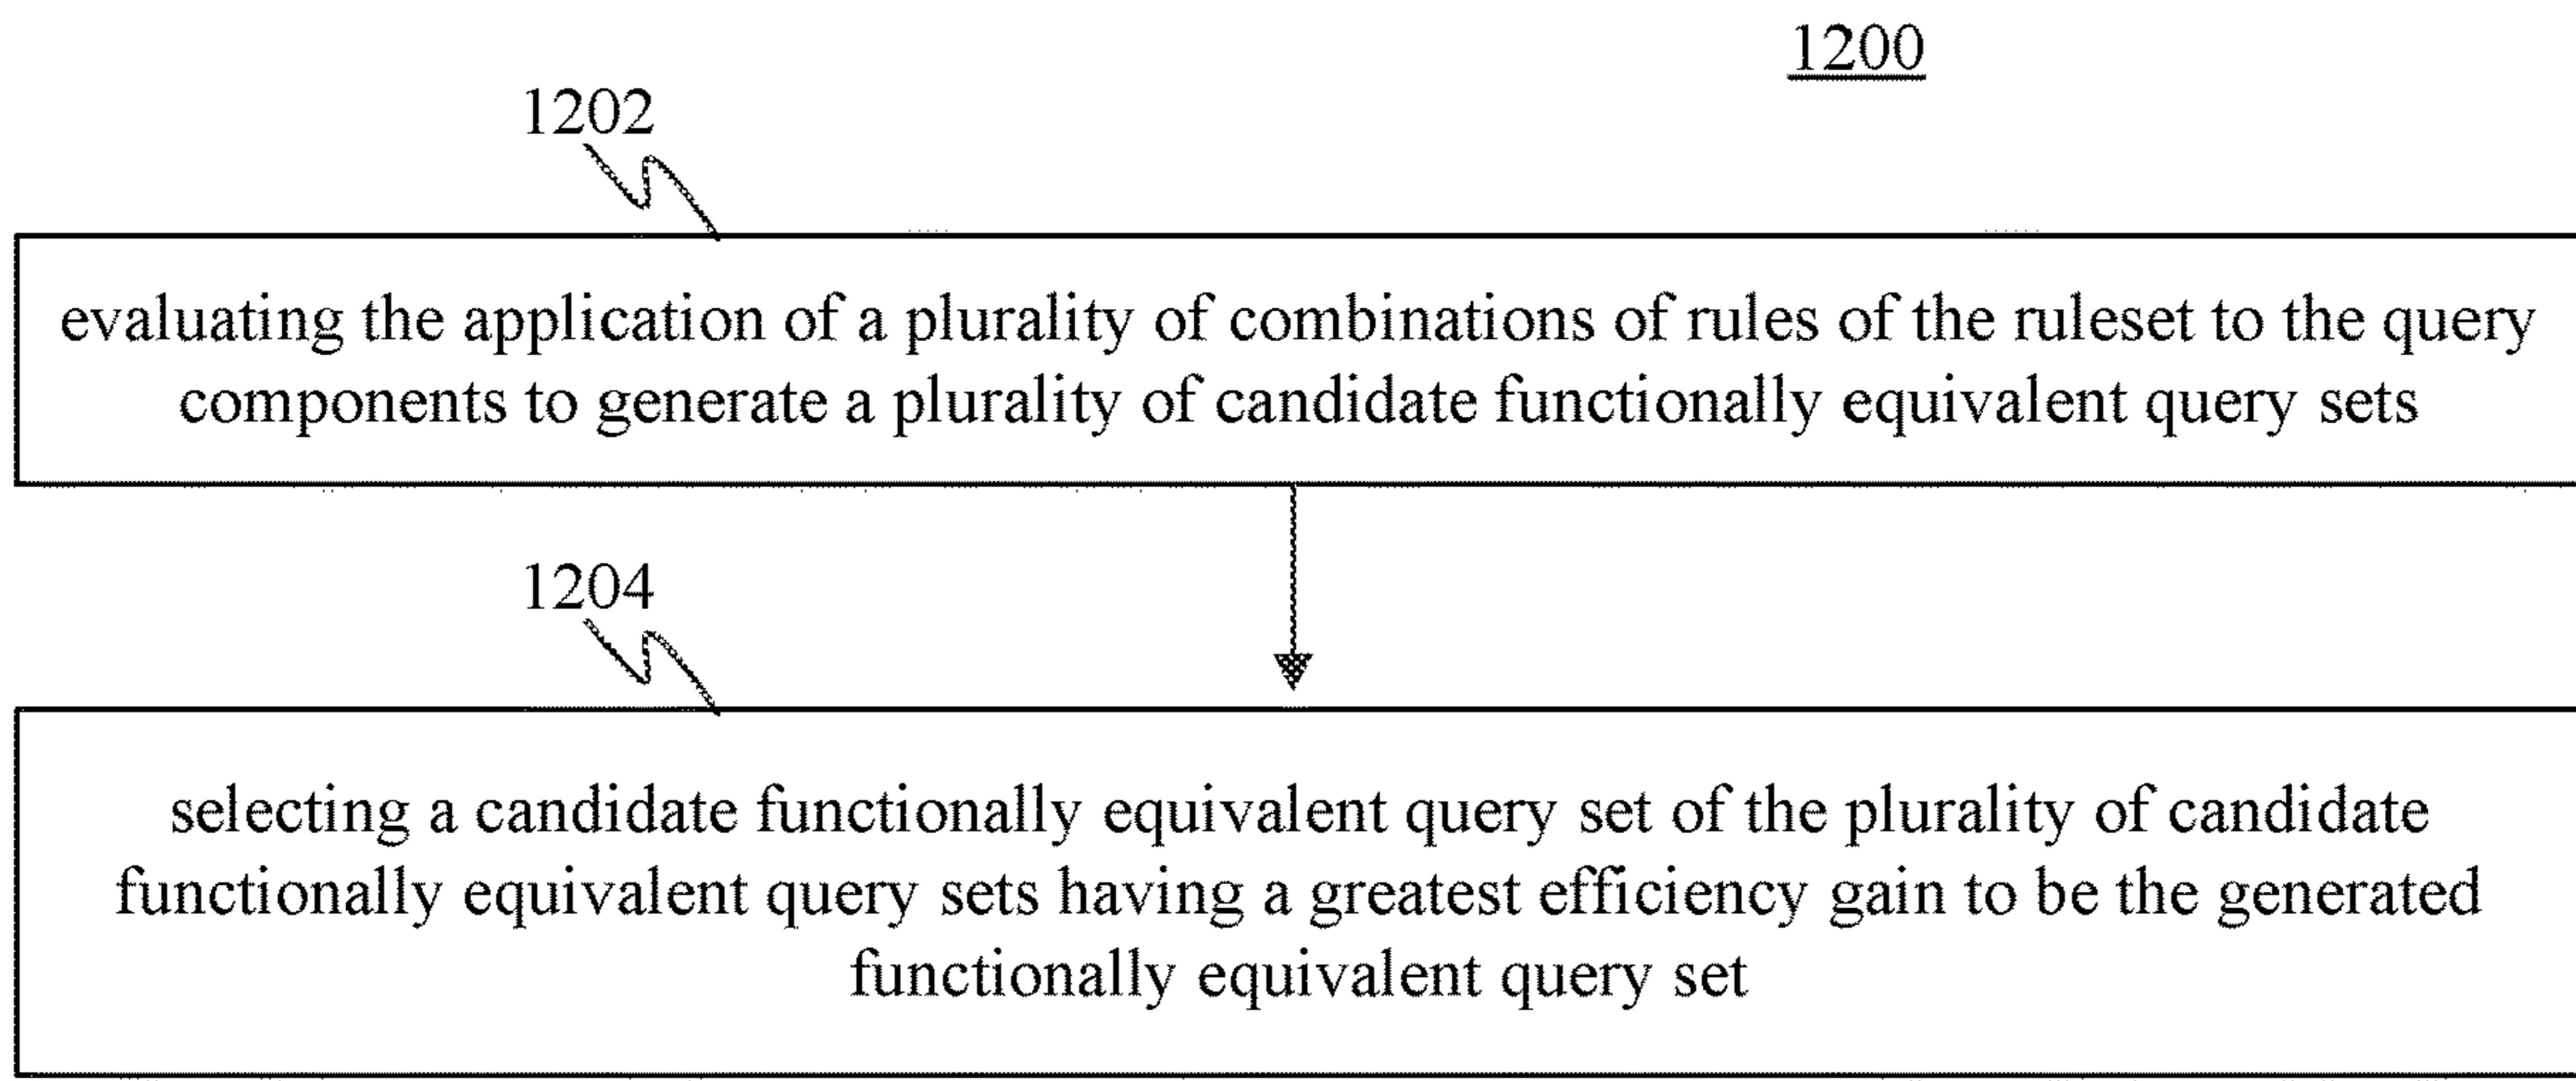 1200
1202
evaluating the application of a plurality of combinations of rules of the ruleset to the query
components to generate a plurality of candidate functionally equivalent query sets
1204
selecting a candidate functionally equivalent query set of the plurality of candidate
functionally equivalent query sets having a greatest efficiency gain to be the generated
functionally equivalent query set